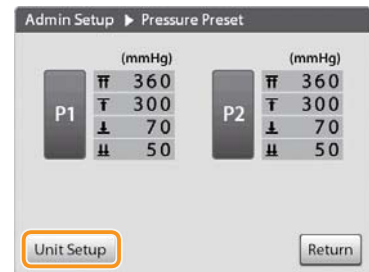 Admin Setup ▶ Pressure Preset
(mmHg) (mmHg)
P1 360 P2 360
300 300
70 70
50 50
Unit Setup Return